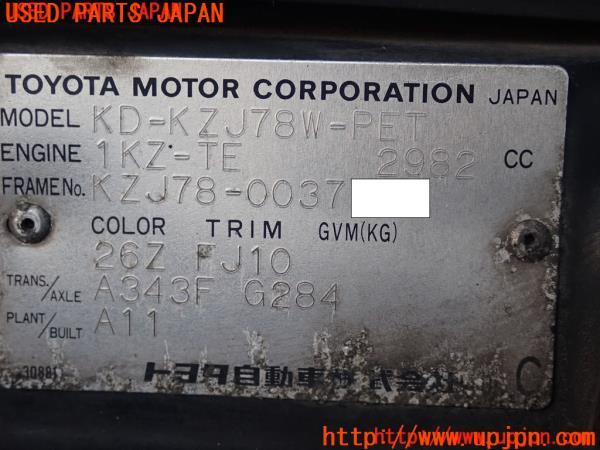 USED PARTS JAPAN
TOYOTA MOTOR CORPORATION JAPAN
MODEL KD-KZJ78W-PET
ENGINE 1KZ-TE 2982 CC
FRAME No. KZJ78-0037
COLOR TRIM GVM(KG)
26Z FJ10
TRANS./AXLE A343F G284
PLANT/BUILT A11
30881
トヨタ自動車株式会社 C
http://www.upjpn.com